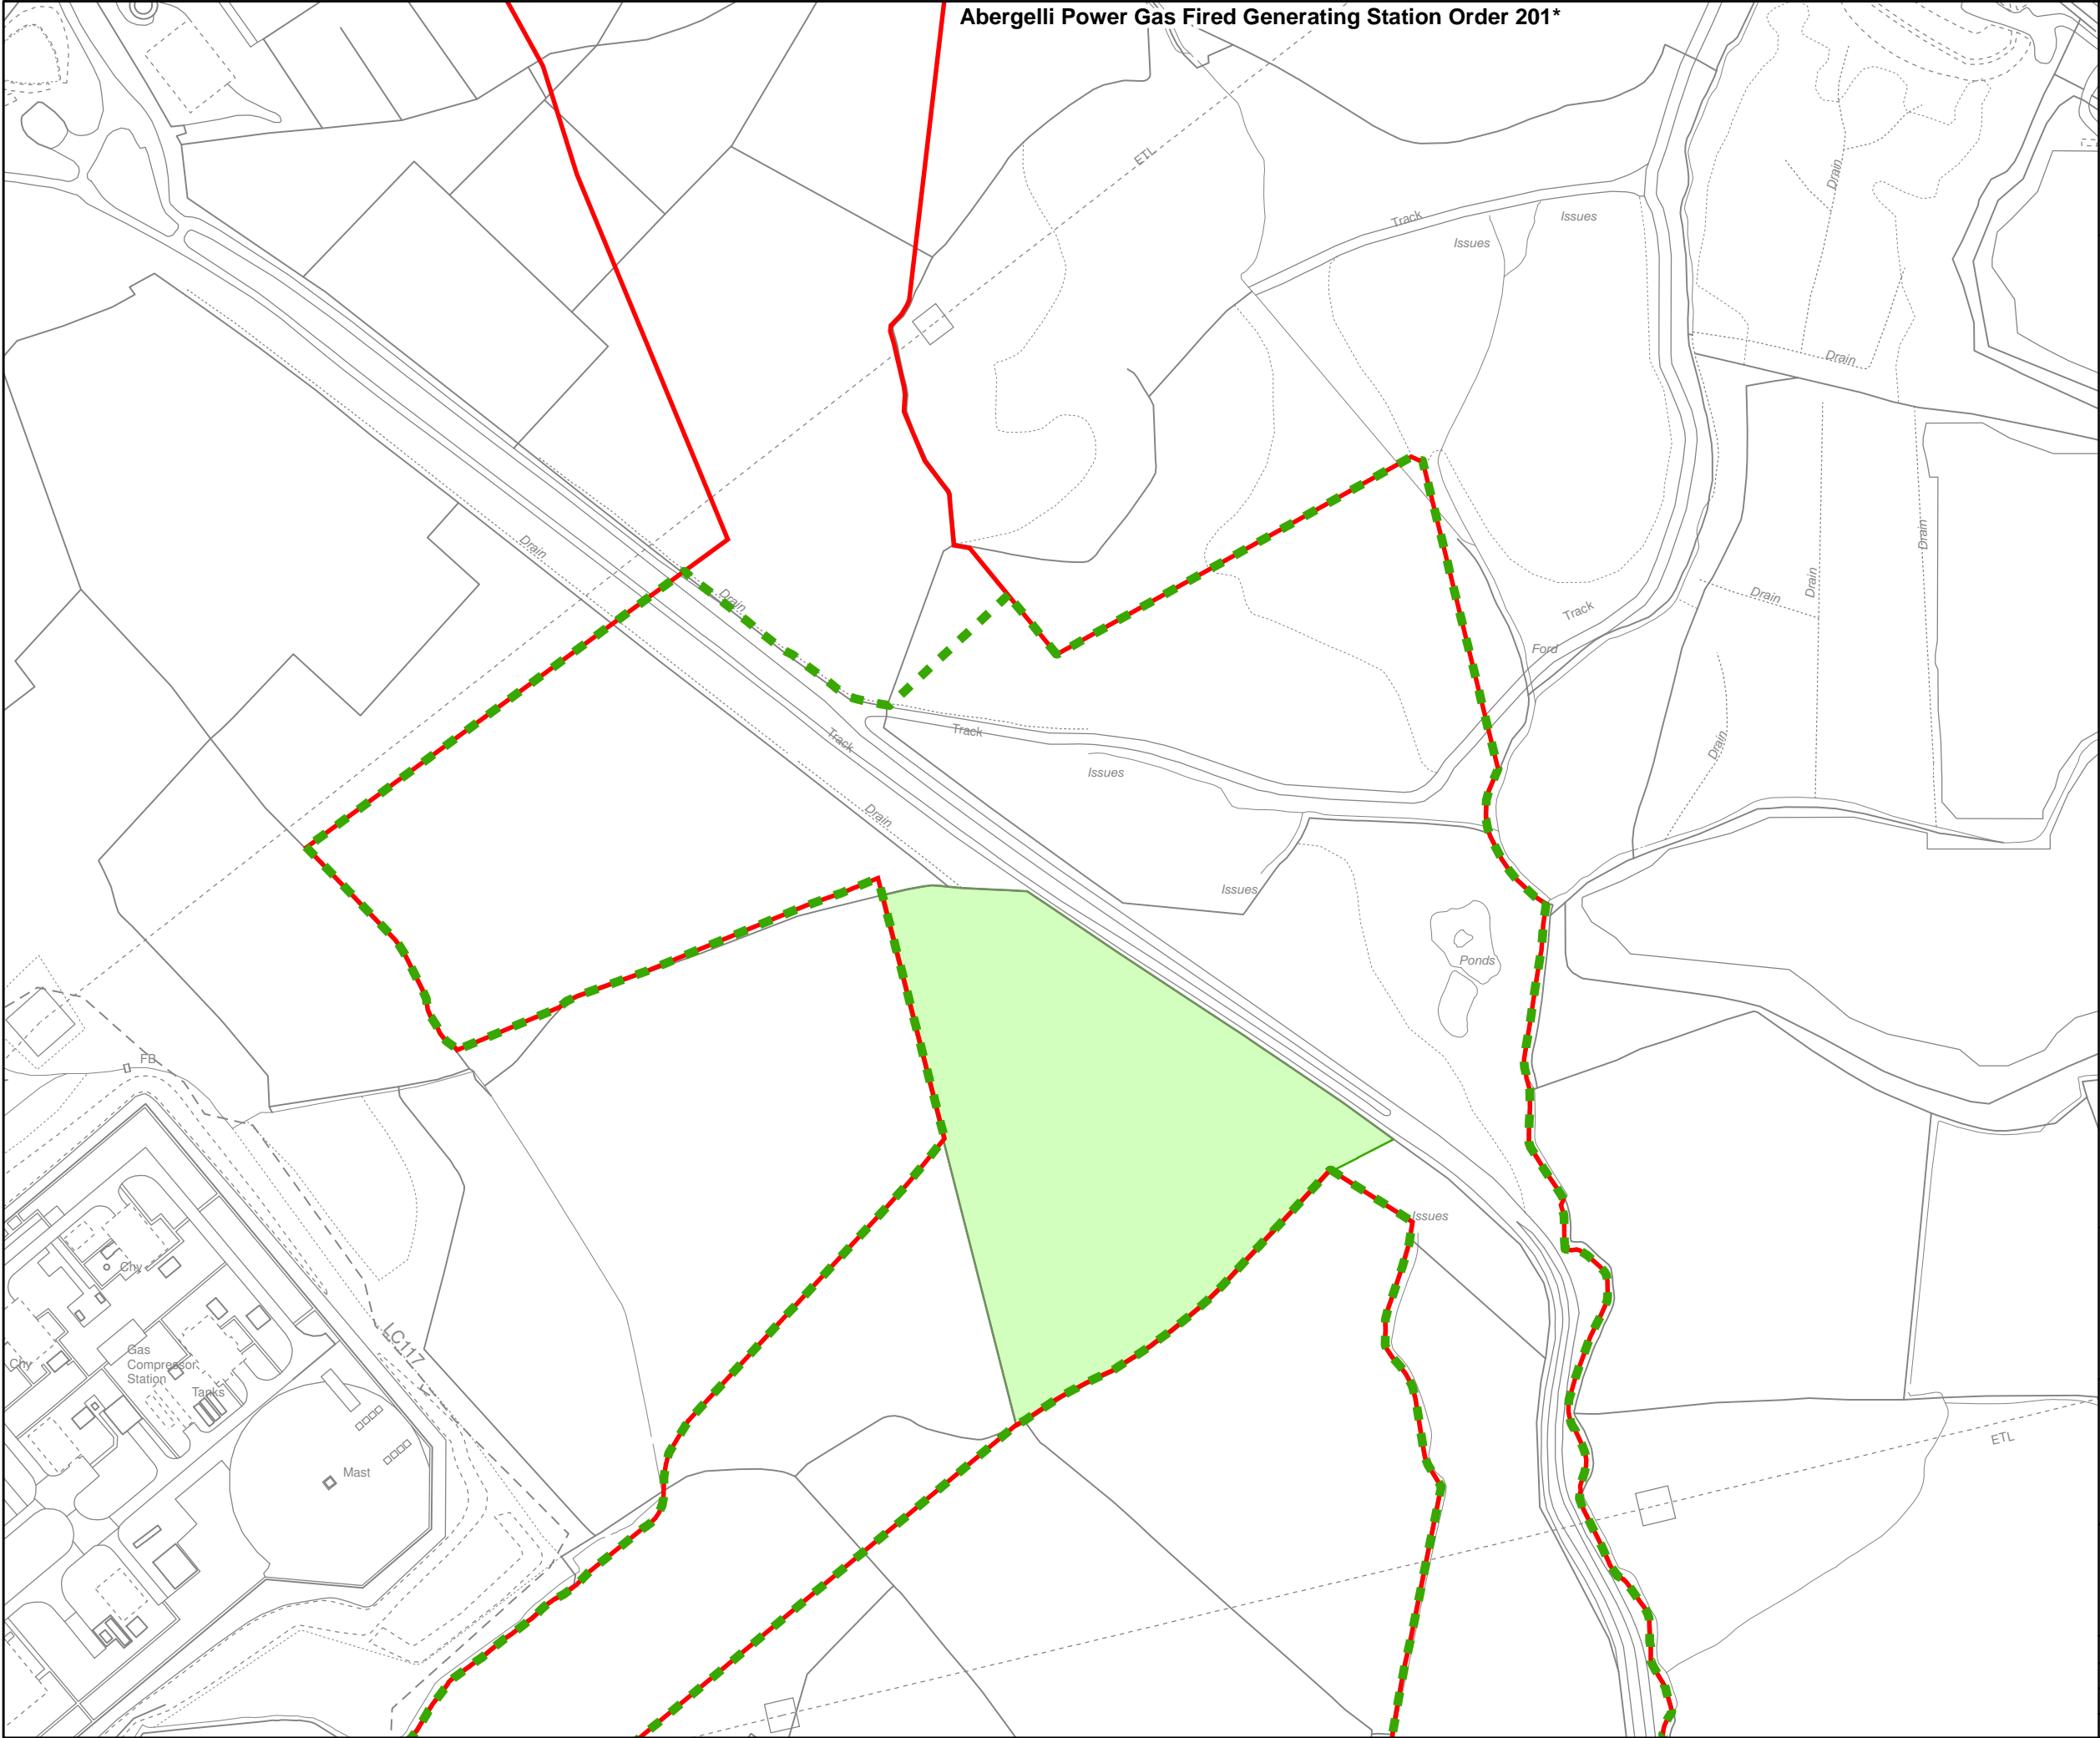 Abergelli Power Gas Fired Generating Station Order 201*
ETL
Drain
Track
Issues
Issues
Drain
Drain
Drain
Drain
Drain
Drain
Track
Drain
Ford
Track
Track
Drain
Issues
Drain
Issues
Ponds
FB
Issues
Chy
LC117
Gas
Compressor
Station
Chy
Tanks
ETL
Mast